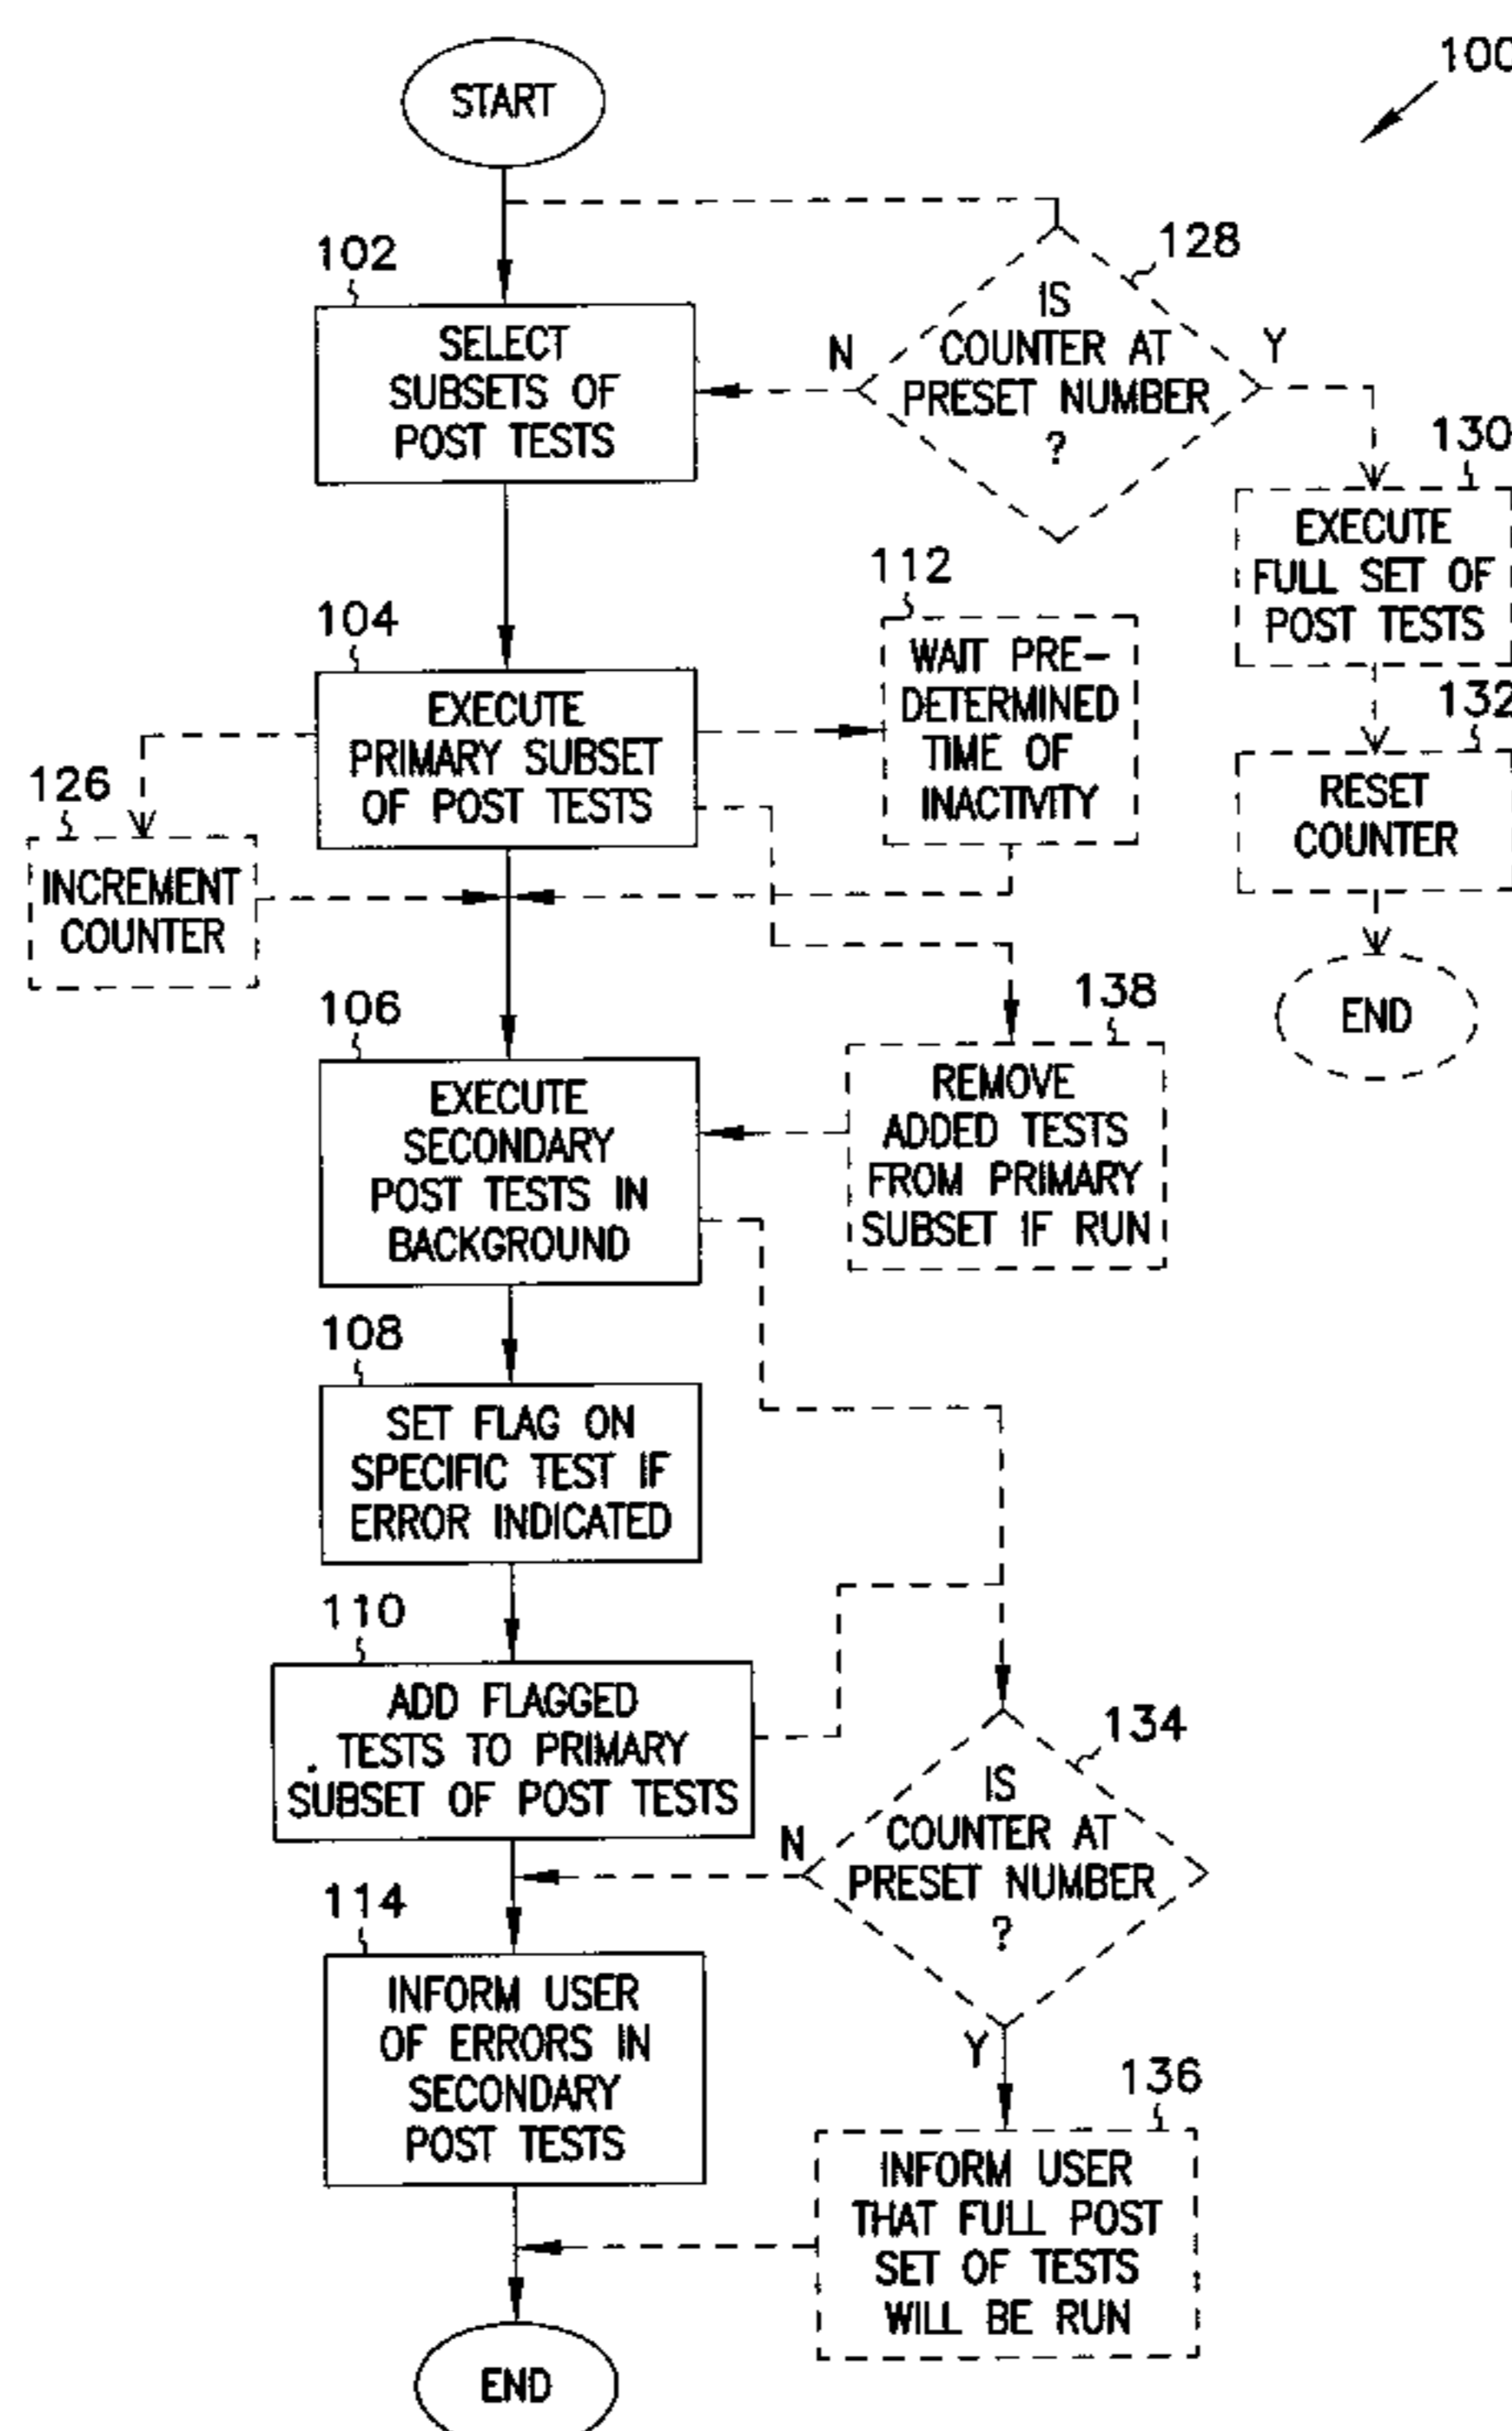 START
100
102
SELECT
SUBSETS OF
POST TESTS
128
IS
COUNTER AT
PRESET NUMBER
?
N
Y
130
EXECUTE
FULL SET OF
POST TESTS
132
RESET
COUNTER
END
104
EXECUTE
PRIMARY SUBSET
OF POST TESTS
112
WAIT PRE-
DETERMINED
TIME OF
INACTIVITY
126
INCREMENT
COUNTER
106
EXECUTE
SECONDARY
POST TESTS IN
BACKGROUND
138
REMOVE
ADDED TESTS
FROM PRIMARY
SUBSET IF RUN
108
SET FLAG ON
SPECIFIC TEST IF
ERROR INDICATED
110
ADD FLAGGED
TESTS TO PRIMARY
SUBSET OF POST TESTS
134
IS
COUNTER AT
PRESET NUMBER
?
N
Y
114
INFORM USER
OF ERRORS IN
SECONDARY
POST TESTS
136
INFORM USER
THAT FULL POST
SET OF TESTS
WILL BE RUN
END